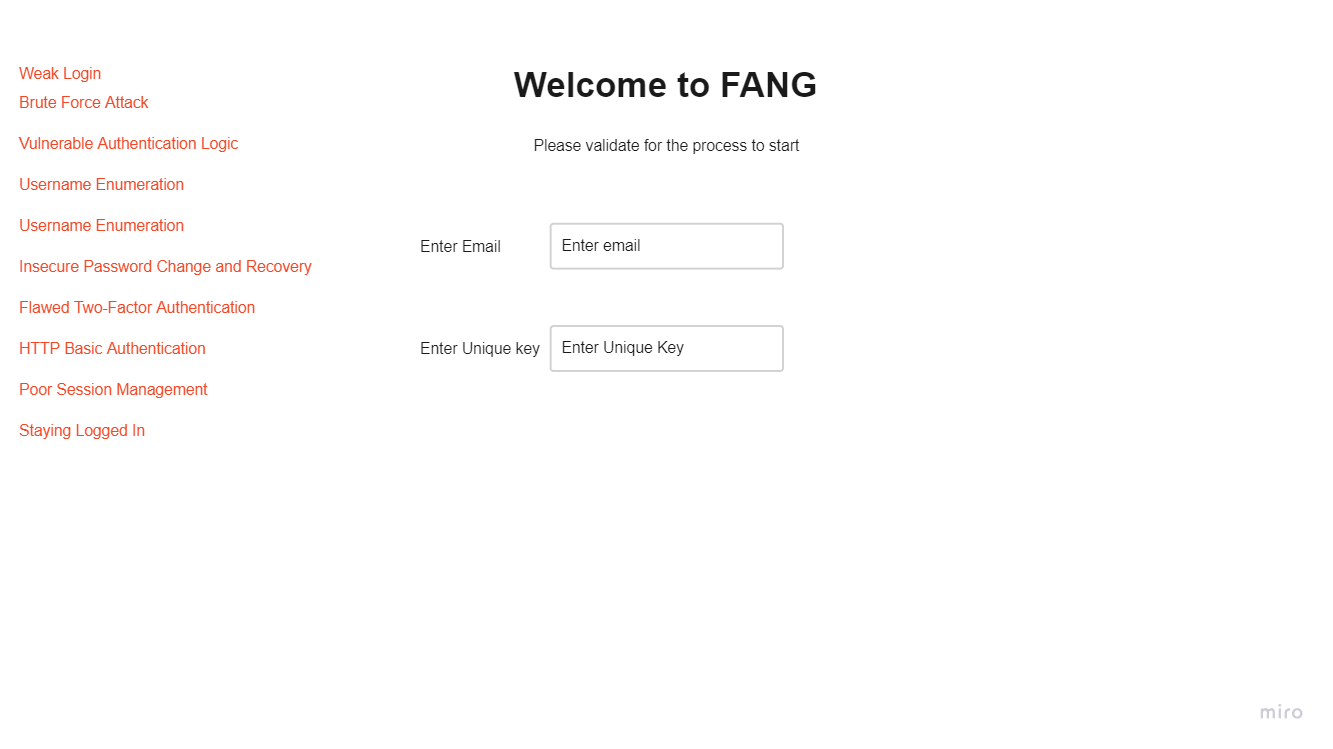 Weak Login
Brute Force Attack
Vulnerable Authentication Logic
Username Enumeration
Username Enumeration
Insecure Password Change and Recovery
Flawed Two-Factor Authentication
HTTP Basic Authentication
Poor Session Management
Staying Logged In
Welcome to FANG
Please validate for the process to start
Enter Email
Enter email
Enter Unique key
Enter Unique Key
miro